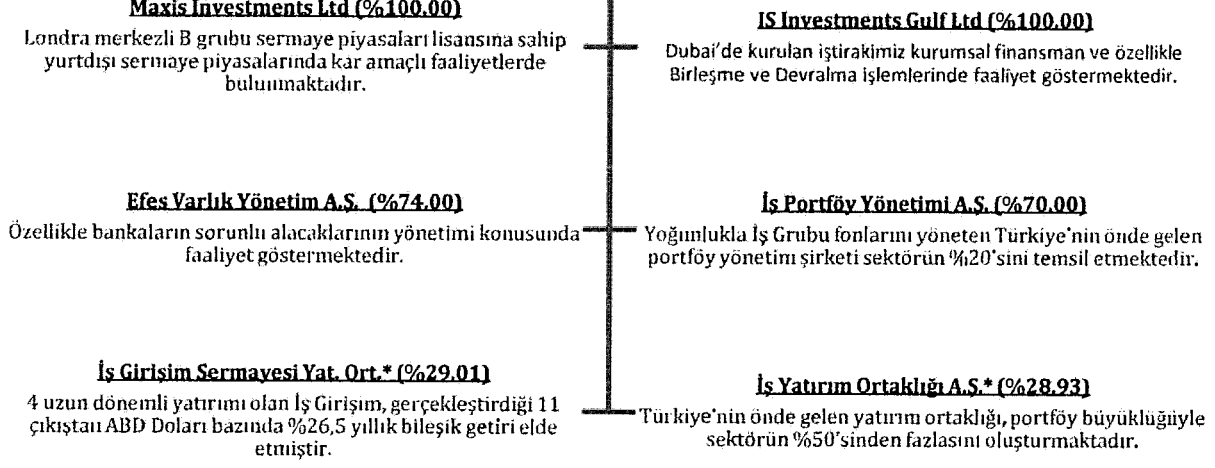 Maxis Investments Ltd (%100.00)
Londra merkezli B grubu sermaye piyasaları lisansına sahip
yurtdışı sermaye piyasalarında kar amaçlı faaliyetlerde
bulunmaktadır.
IS Investments Gulf Ltd (%100.00)
Dubai'de kurulan iştirakimiz kurumsal finansman ve özellikle
Birleşme ve Devralma işlemlerinde faaliyet göstermektedir.
Efes Varlık Yönetim A.Ş. (%74.00)
Özellikle bankaların sorunlu alacaklarının yönetimi konusunda
faaliyet göstermektedir.
İş Portföy Yönetimi A.Ş. (%70.00)
Yoğunlukla İş Grubu fonlarını yöneten Türkiye'nin önde gelen
portföy yönetim şirketi sektörün %20'sini temsil etmektedir.
İş Girişim Sermayesi Yat. Ort.* (%29.01)
4 uzun dönemli yatırımı olan İş Girişim, gerçekleştirdiği 11
çıkıştan ABD Doları bazında %26,5 yıllık bileşik getiri elde
etmiştir.
İş Yatırım Ortaklığı A.Ş.* (%28.93)
Türkiye'nin önde gelen yatırım ortaklığı, portföy büyüklüğüyle
sektörün %50'sinden fazlasını oluşturmaktadır.